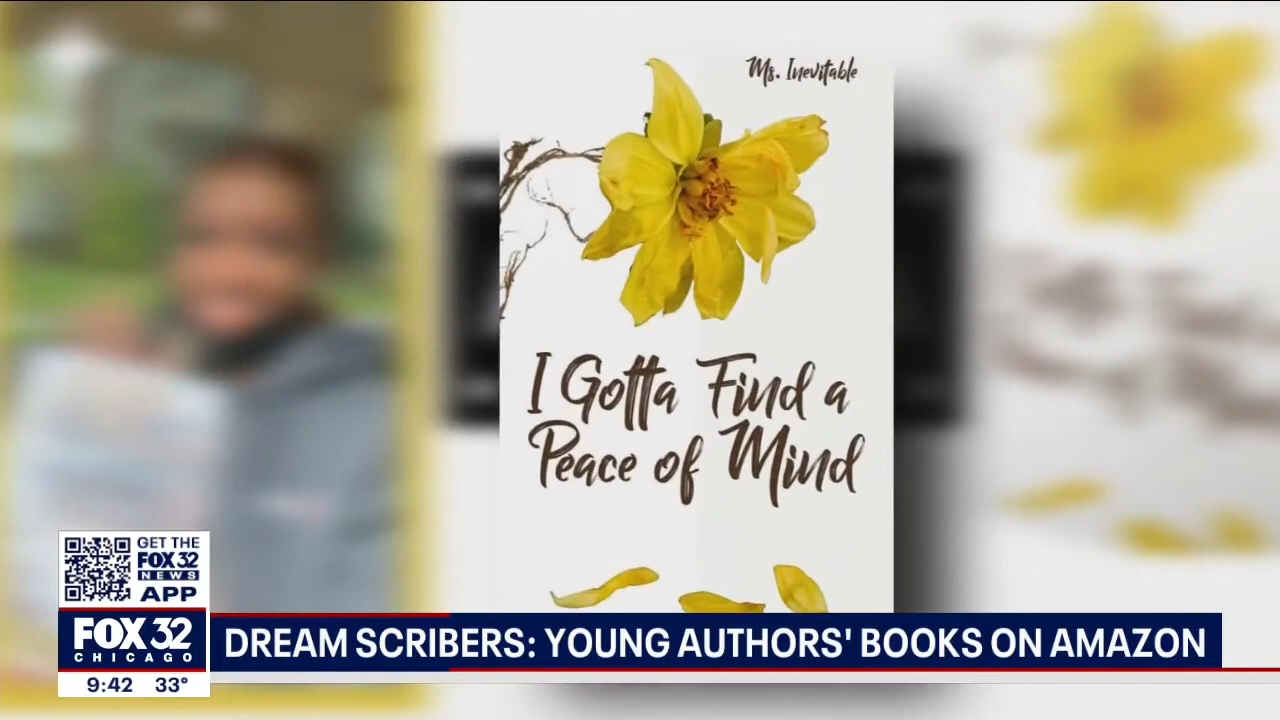 Ms. Inevitable
I Gotta Find a
Peace of Mind
GET THE
FOX 32
NEWS
APP
FOX 32
CHICAGO
DREAM SCRIBERS: YOUNG AUTHORS' BOOKS ON AMAZON
9:42 33°